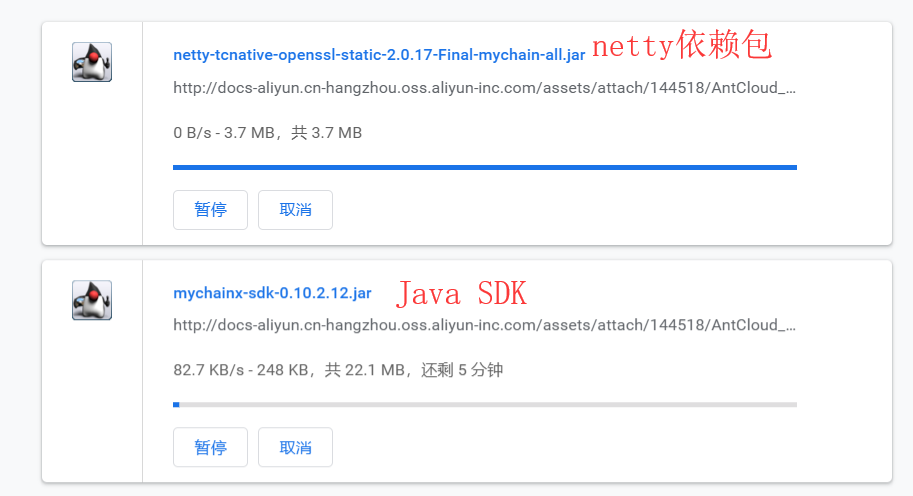 netty-tcnative-openssl-static-2.0.17-Final-mychain-all.jar netty依赖包
http://docs-aliyun.cn-hangzhou.oss.aliyun-inc.com/assets/attach/144518/AntCloud_...
0 B/s - 3.7 MB，共 3.7 MB
暂停 取消
mychainx-sdk-0.10.2.12.jar Java SDK
http://docs-aliyun.cn-hangzhou.oss.aliyun-inc.com/assets/attach/144518/AntCloud_...
82.7 KB/s - 248 KB，共 22.1 MB，还剩 5 分钟
暂停 取消